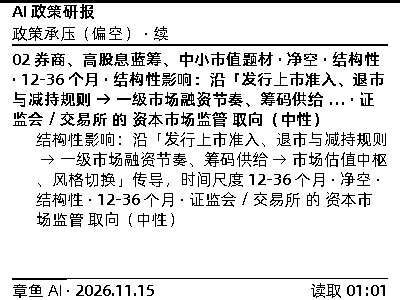 AI 政策研报
政策承压（偏空）· 续
02 券商、高股息蓝筹、中小市值题材 · 净空 · 结构性
· 12-36 个月 · 结构性影响：沿「发行上市准入、退市
与减持规则 → 一级市场融资节奏、筹码供给 … · 证
监会 / 交易所 的 资本市场监管 取向（中性）
结构性影响：沿「发行上市准入、退市与减持规则
→ 一级市场融资节奏、筹码供给 → 市场估值中枢
、风格切换」传导，时间尺度 12-36 个月 · 净空 ·
结构性 · 12-36 个月 · 证监会 / 交易所 的 资本市
场监管 取向（中性）
章鱼 AI · 2026.11.15
读取 01:01